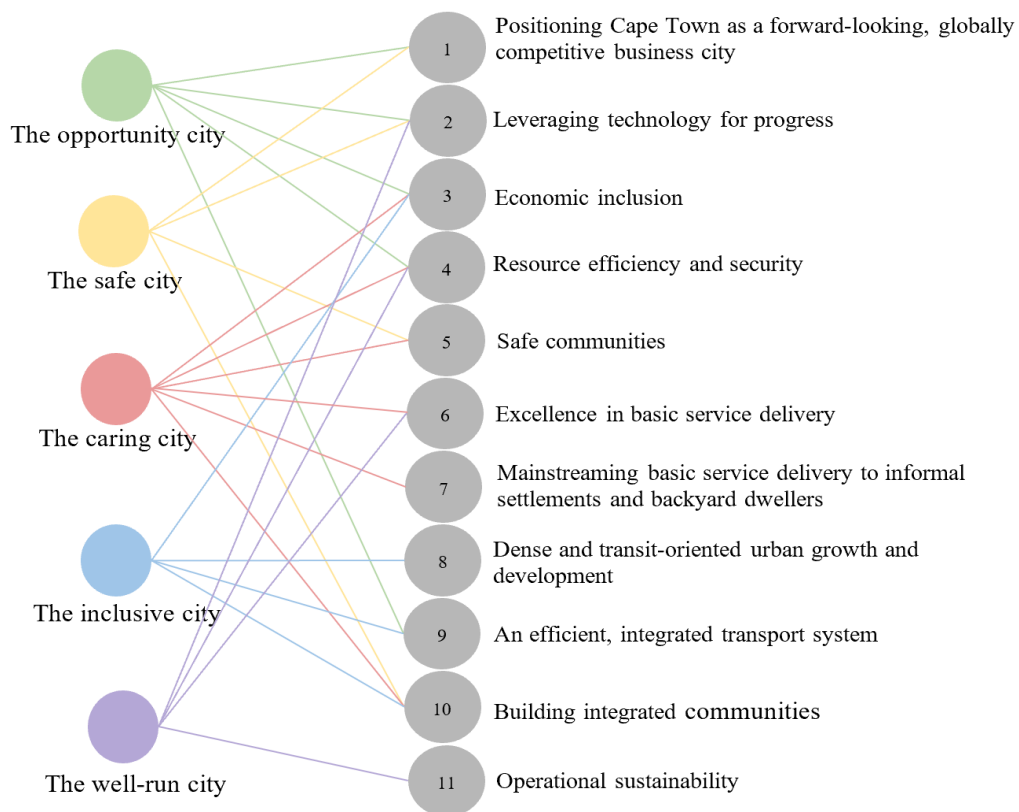 The opportunity city
The safe city
The caring city
The inclusive city
The well-run city
1
Positioning Cape Town as a forward-looking, globally
competitive business city
2
Leveraging technology for progress
3
Economic inclusion
4
Resource efficiency and security
5
Safe communities
6
Excellence in basic service delivery
7
Mainstreaming basic service delivery to informal
settlements and backyard dwellers
8
Dense and transit-oriented urban growth and
development
9
An efficient, integrated transport system
10
Building integrated communities
11
Operational sustainability